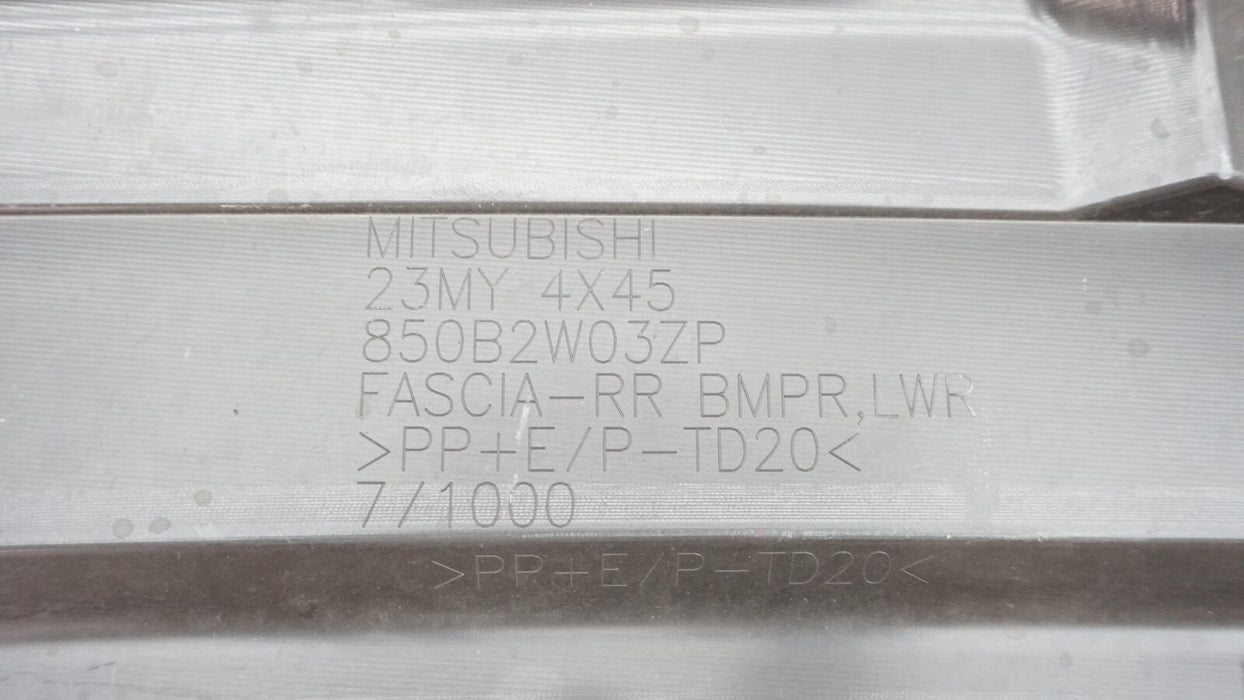 MITSUBISHI
23MY 4X45
850B2W03ZP
FASCIA-RR BMPR,LWR
>PP+E/P-TD20<
7/1000
>PP+E/P-TD20<